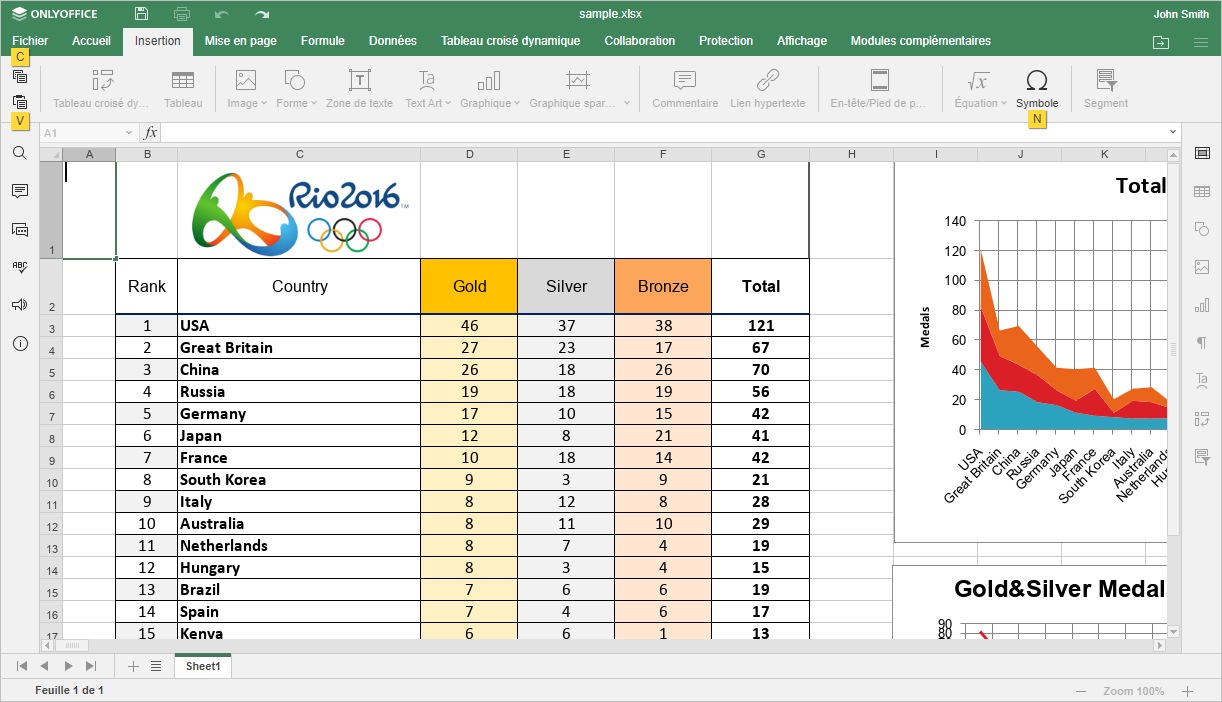 ONLYOFFICE sample.xlsx John Smith
Fichier Accueil Insertion Mise en page Formule Données Tableau croisé dynamique Collaboration Protection Affichage Modules complémentaires
C
Tableau croisé dy... Tableau Image Forme Zone de texte Text Art Graphique Graphique spar... Commentaire Lien hypertexte En-tête/Pied de p... Équation Symbole Segment
V N
A1 fx
A B C D E F G H I J K
1 Rio2016™ Total
2 Rank Country Gold Silver Bronze Total
3 1 USA 46 37 38 121
4 2 Great Britain 27 23 17 67
5 3 China 26 18 26 70
6 4 Russia 19 18 19 56
7 5 Germany 17 10 15 42
8 6 Japan 12 8 21 41
9 7 France 10 18 14 42
10 8 South Korea 9 3 9 21
11 9 Italy 8 12 8 28
12 10 Australia 8 11 10 29
13 11 Netherlands 8 7 4 19
14 12 Hungary 8 3 4 15
15 13 Brazil 7 6 6 19
16 14 Spain 7 4 6 17
17 15 Kenya 6 6 1 13
140
120
100
80
60
40
20
0
Medals
USA
Great Britain
China
Russia
Germany
Japan
France
South Korea
Italy
Australia
Netherlands
Hu
Gold&Silver Medal
90
80
ABC
Sheet1
Feuille 1 de 1 Zoom 100%